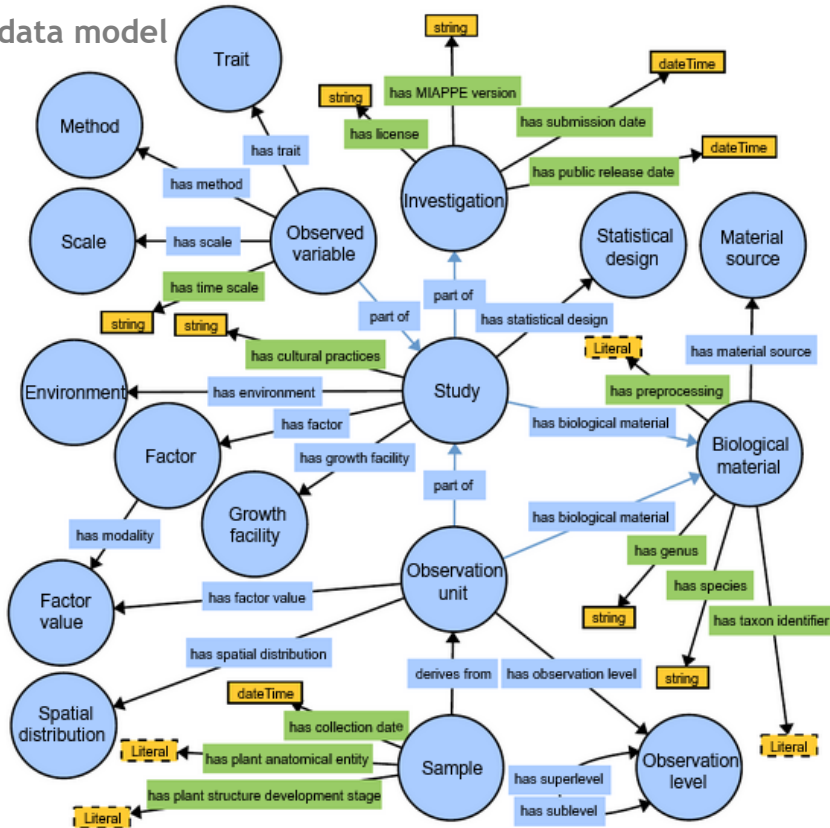 data model
Trait
string
dateTime
string
has MIAPPE version
Method
has license
has submission date
has trait
dateTime
has public release date
has method
Investigation
Scale
has scale
Observed
variable
Statistical
design
Material
source
has time scale
part of
string
string
part of
has statistical design
has cultural practices
Literal
has material source
Environment
has environment
Study
has preprocessing
has factor
has biological material
Factor
has growth facility
Biological
material
part of
Growth
facility
has modality
has biological material
has genus
Observation
unit
has species
Factor
value
has factor value
string
has taxon identifier
has spatial distribution
derives from
has observation level
string
dateTime
Spatial
distribution
has collection date
Literal
Literal
has plant anatomical entity
Sample
Observation
level
has superlevel
has plant structure development stage
has sublevel
Literal